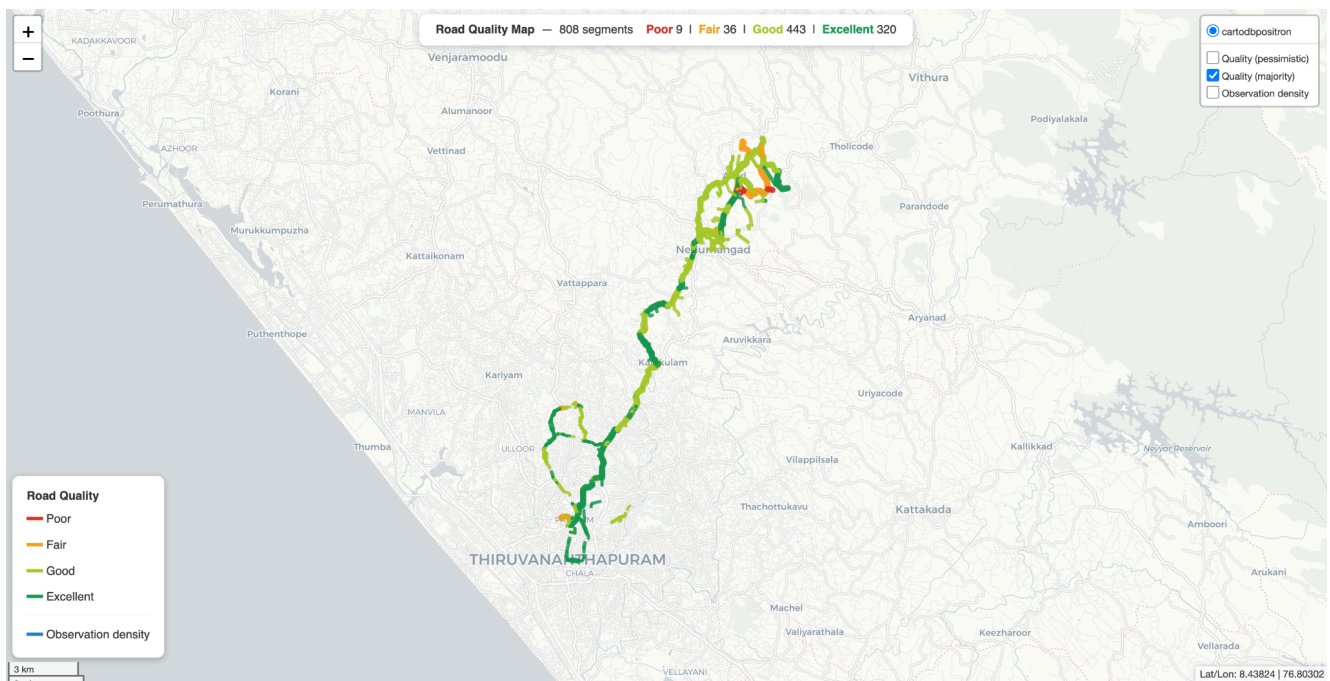 +
−
Road Quality Map — 808 segments Poor 9 | Fair 36 | Good 443 | Excellent 320
cartodbpositron
Quality (pessimistic)
Quality (majority)
Observation density
KADAKKAVOOR
Venjaramoodu
Vithura
Korani
Poothura
Alumanoor
Podiyalakala
AZHOOR
Vettinad
Tholicode
Perumathura
Parandode
Murukkumpuzha
Kattaikonam
Nedumangad
Vattappara
Puthenthope
Aryanad
Aruvikkara
Kariyam
Uriyacode
MANVILA
Thumba
ULLOOR
Kallikkad
Neyyar Reservoir
Vilappilsala
Thachottukavu
Kattakada
Amboori
THIRUVANANTHAPURAM
CHALA
Arukani
Machel
Valiyarathala
Keezharoor
Vellarada
VELLAYANI
Road Quality
Poor
Fair
Good
Excellent
Observation density
3 km
Lat/Lon: 8.43824 | 76.80302